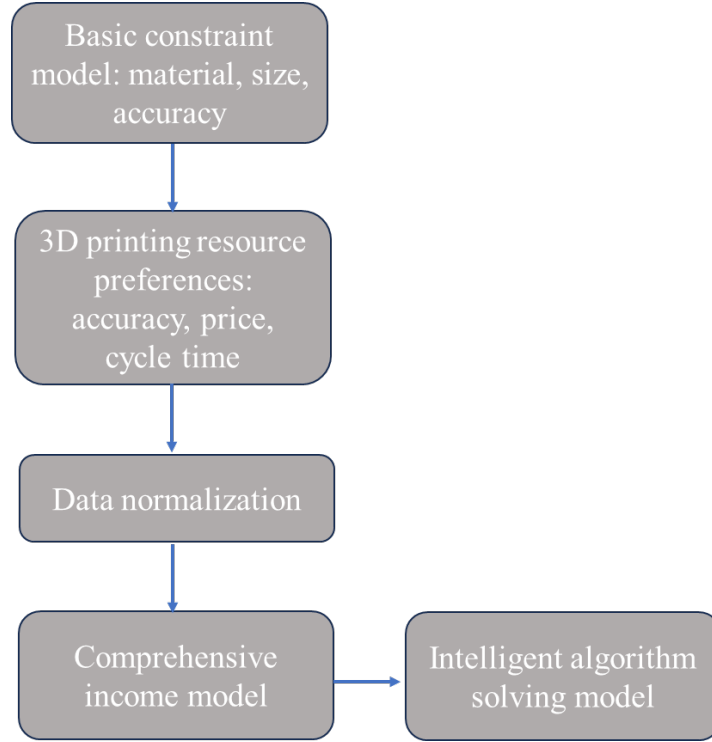 Basic constraint
model: material, size,
accuracy
3D printing resource
preferences:
accuracy, price,
cycle time
Data normalization
Comprehensive
income model
Intelligent algorithm
solving model